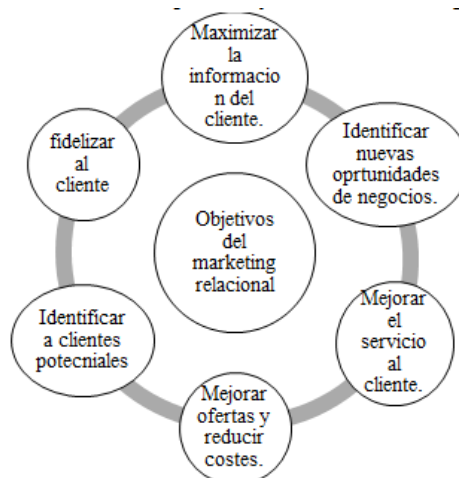 Maximizar
la
informacio
n del
cliente.
Identificar
nuevas
oprtunidades
de negocios.
Mejorar
el
servicio
al
cliente.
Mejorar
ofertas y
reducir
costes.
Identificar
a clientes
potecniales
fidelizar
al
cliente
Objetivos
del
marketing
relacional